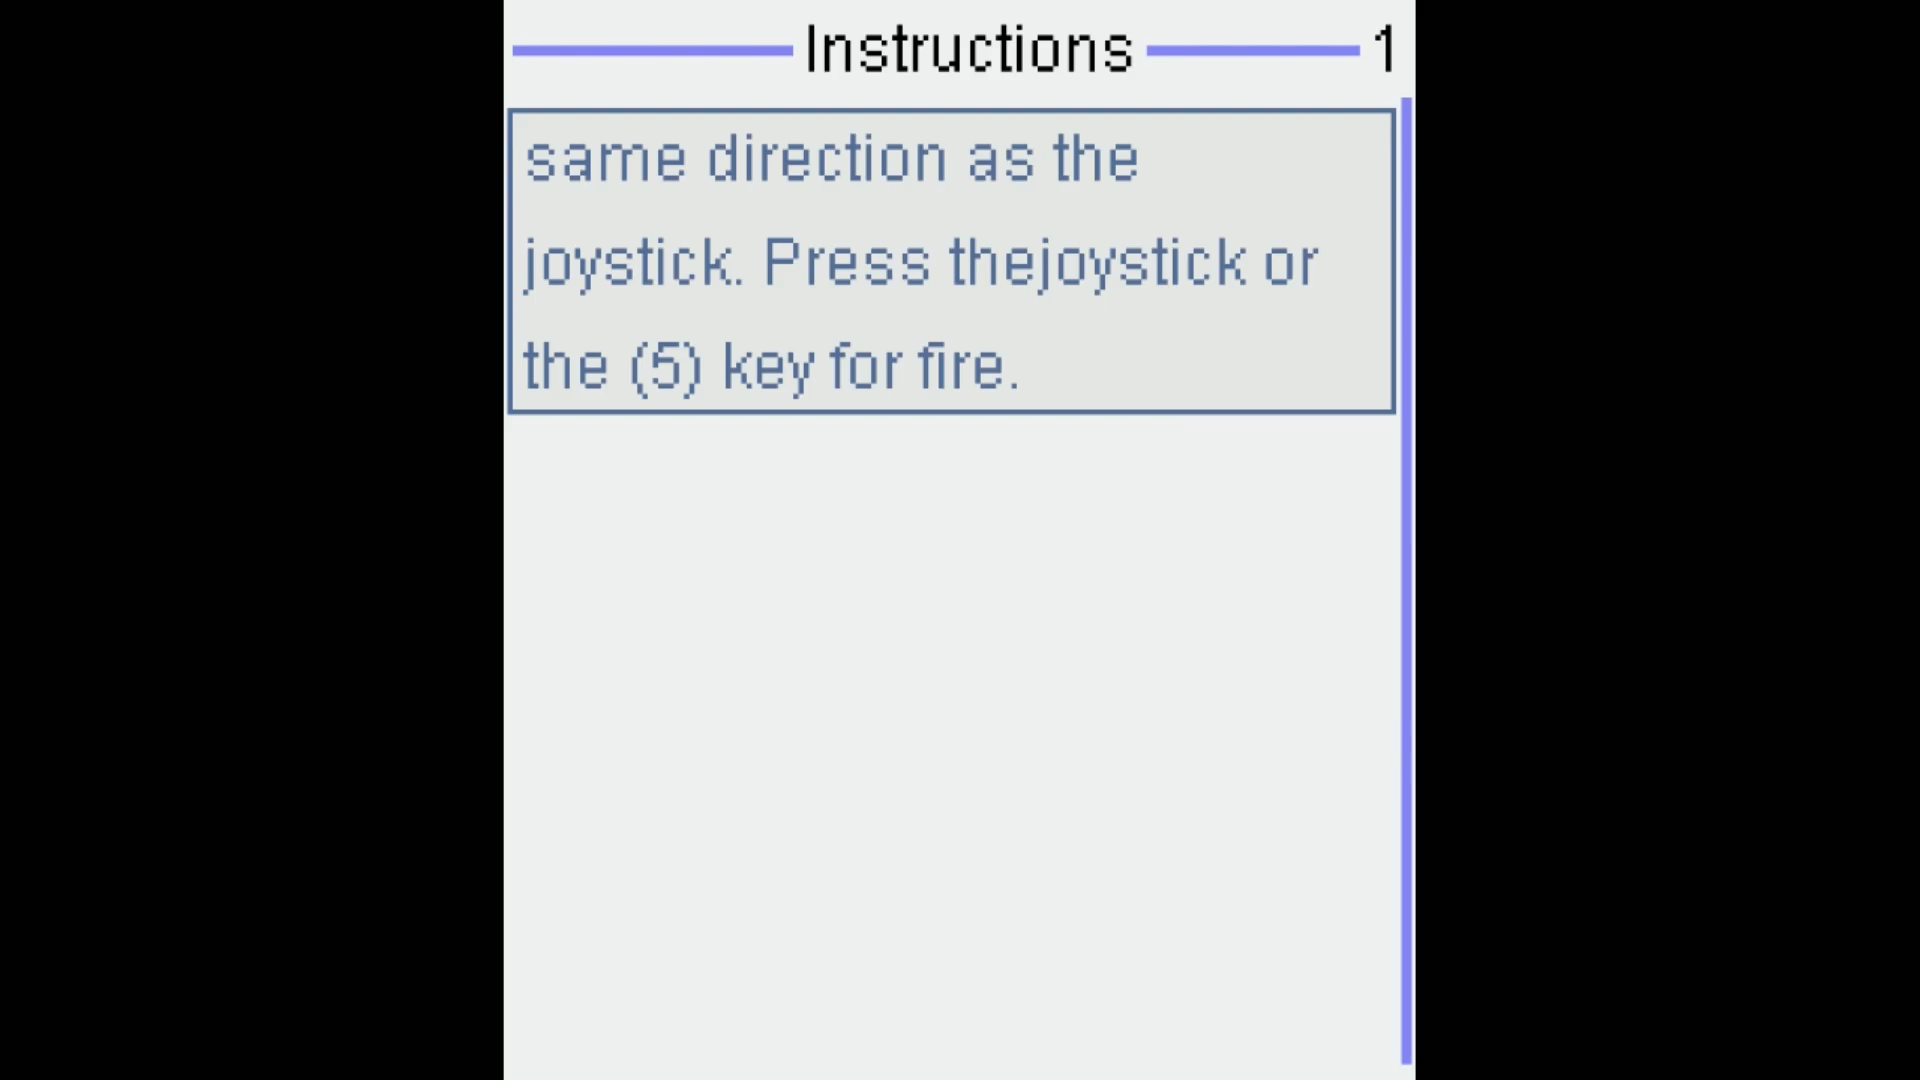 Instructions 1
same direction as the
joystick. Press thejoystick or
the (5) key for fire.